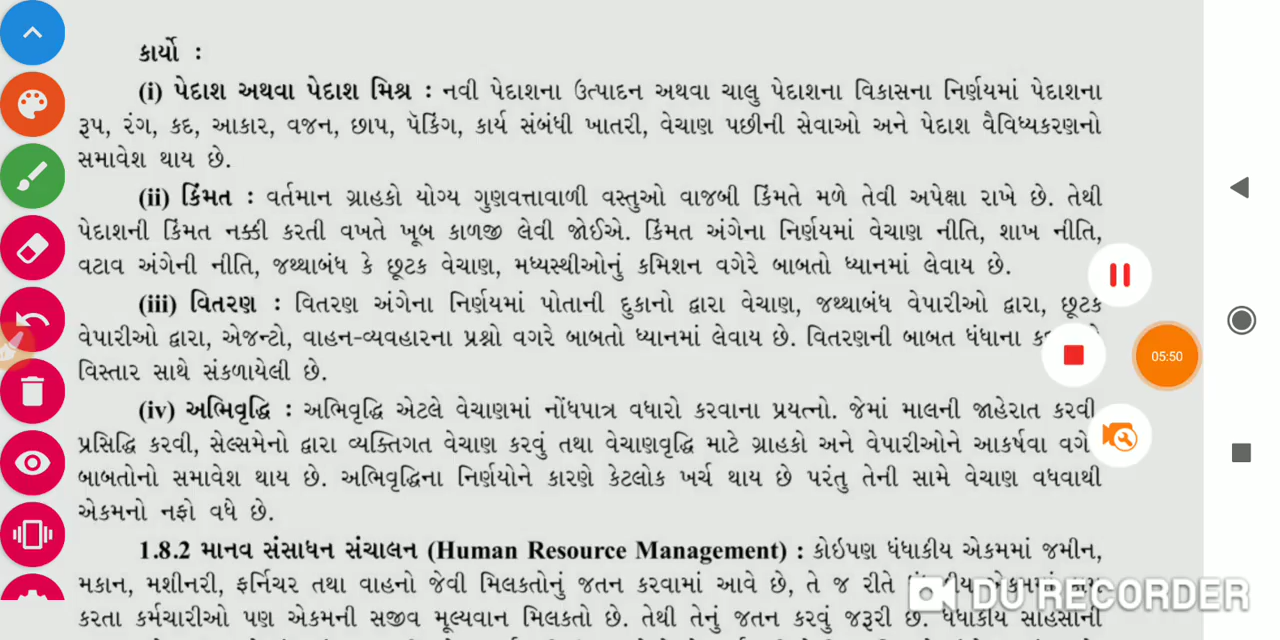 કાર્યો :
(i) પેદાશ અથવા પેદાશ મિશ્ર : નવી પેદાશના ઉત્પાદન અથવા ચાલુ પેદાશના વિકાસના નિર્ણયમાં પેદાશના
રૂપ, રંગ, કદ, આકાર, વજન, છાપ, પૅકિંગ, કાર્ય સંબંધી ખાતરી, વેચાણ પછીની સેવાઓ અને પેદાશ વૈવિધ્યકરણનો
સમાવેશ થાય છે.
(ii) કિંમત : વર્તમાન ગ્રાહકો યોગ્ય ગુણવત્તાવાળી વસ્તુઓ વાજબી કિંમતે મળે તેવી અપેક્ષા રાખે છે. તેથી
પેદાશની કિંમત નક્કી કરતી વખતે ખૂબ કાળજી લેવી જોઈએ. કિંમત અંગેના નિર્ણયમાં વેચાણ નીતિ, શાખ નીતિ,
વટાવ અંગેની નીતિ, જથ્થાબંધ કે છૂટક વેચાણ, મધ્યસ્થીઓનું કમિશન વગેરે બાબતો ધ્યાનમાં લેવાય છે.
(iii) વિતરણ : વિતરણ અંગેના નિર્ણયમાં પોતાની દુકાનો દ્વારા વેચાણ, જથ્થાબંધ વેપારીઓ દ્વારા, છૂટક
વેપારીઓ દ્વારા, એજન્ટો, વાહન-વ્યવહારના પ્રશ્નો વગરે બાબતો ધ્યાનમાં લેવાય છે. વિતરણની બાબત ધંધાના
વિસ્તાર સાથે સંકળાયેલી છે.
05:50
(iv) અભિવૃદ્ધિ : અભિવૃદ્ધિ એટલે વેચાણમાં નોંધપાત્ર વધારો કરવાના પ્રયત્નો. જેમાં માલની જાહેરાત કરવી
પ્રસિદ્ધિ કરવી, સેલ્સમેનો દ્વારા વ્યક્તિગત વેચાણ કરવું તથા વેચાણવૃદ્ધિ માટે ગ્રાહકો અને વેપારીઓને આકર્ષવા
બાબતોનો સમાવેશ થાય છે. અભિવૃદ્ધિના નિર્ણયોને કારણે કેટલોક ખર્ચ થાય છે પરંતુ તેની સામે વેચાણ વધવાથી
એકમનો નફો વધે છે.
1.8.2 માનવ સંસાધન સંચાલન (Human Resource Management) : કોઇપણ ધંધાકીય એકમમાં જમીન,
મકાન, મશીનરી, ફર્નિચર તથા વાહનો જેવી મિલકતોનું જતન કરવામાં આવે છે, તે જ રીતે
કરતા કર્મચારીઓ પણ એકમની સજીવ મૂલ્યવાન મિલકતો છે. તેથી તેનું જતન કરવું જરૂરી છે. ધંધાકીય સાહસોની
DU RECORDER